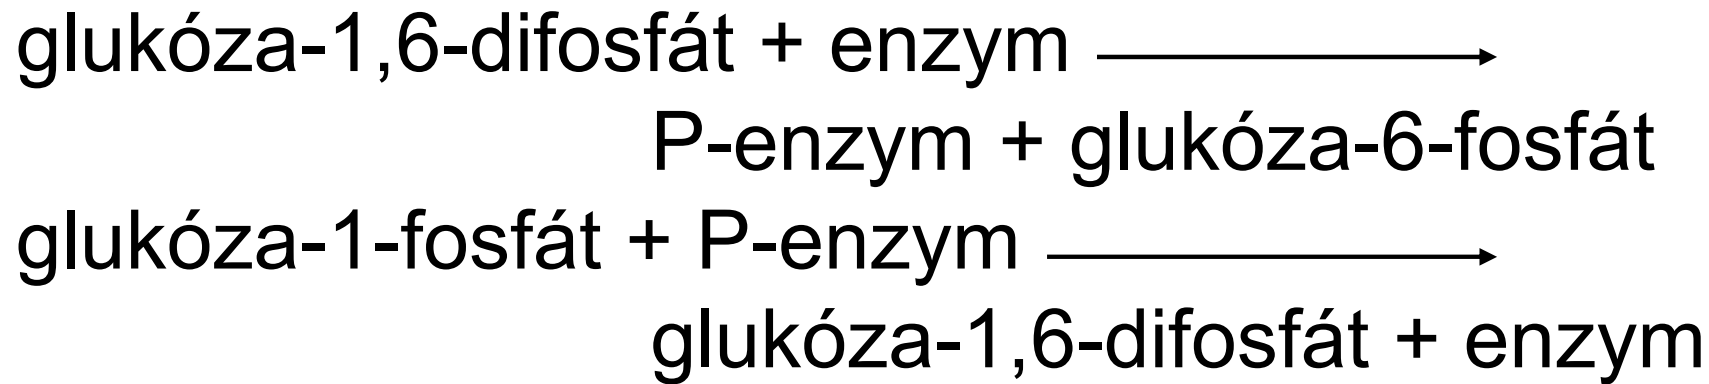 glukóza-1,6-difosfát + enzym ⟶
P-enzym + glukóza-6-fosfát
glukóza-1-fosfát + P-enzym ⟶
glukóza-1,6-difosfát + enzym